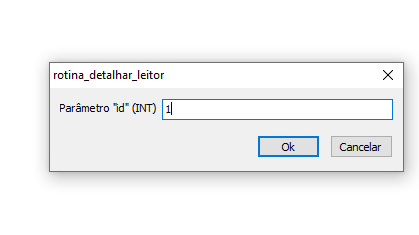 rotina_detalhar_leitor
Parâmetro "id" (INT) 1
Ok Cancelar